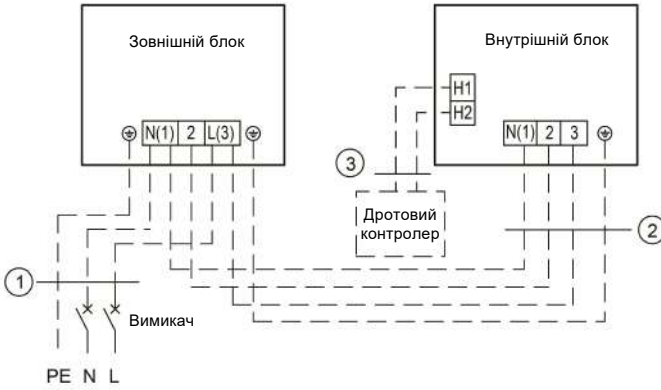 Зовнішній блок
Внутрішній блок
H1
H2
N(1) 2 L(3)
N(1) 2 3
3
Дротовий
контролер
2
1
Вимикач
PE N L